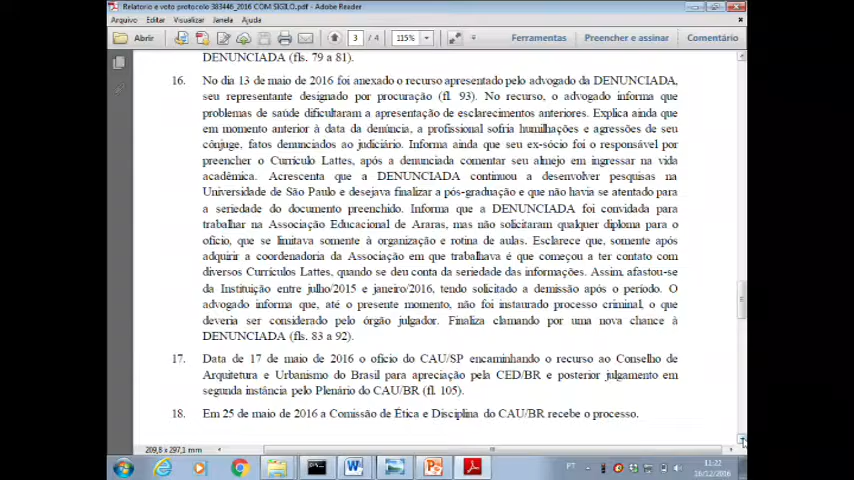 Relatorio e voto protocolo 383446_2016 COM SIGILO.pdf - Adobe Reader
Arquivo Editar Visualizar Janela Ajuda
Abrir 3 / 4 115% Ferramentas Preencher e assinar Comentário
DENUNCIADA (fls. 79 a 81).
16. No dia 13 de maio de 2016 foi anexado o recurso apresentado pelo advogado da DENUNCIADA,
seu representante designado por procuração (fl. 93). No recurso, o advogado informa que
problemas de saúde dificultaram a apresentação de esclarecimentos anteriores. Explica ainda que
em momento anterior à data da denúncia, a profissional sofria humilhações e agressões de seu
cônjuge, fatos denunciados ao judiciário. Informa ainda que seu ex-sócio foi o responsável por
preencher o Currículo Lattes, após a denunciada comentar seu almejo em ingressar na vida
acadêmica. Acrescenta que a DENUNCIADA continuou a desenvolver pesquisas na
Universidade de São Paulo e desejava finalizar a pós-graduação e que não havia se atentado para
a seriedade do documento preenchido. Informa que a DENUNCIADA foi convidada para
trabalhar na Associação Educacional de Araras, mas não solicitaram qualquer diploma para o
ofício, que se limitava somente à organização e rotina de aulas. Esclarece que, somente após
adquirir a coordenadoria da Associação em que trabalhava é que começou a ter contato com
diversos Currículos Lattes, quando se deu conta da seriedade das informações. Assim, afastou-se
da Instituição entre julho/2015 e janeiro/2016, tendo solicitado a demissão após o período. O
advogado informa que, até o presente momento, não foi instaurado processo criminal, o que
deveria ser considerado pelo órgão julgador. Finaliza clamando por uma nova chance à
DENUNCIADA (fls. 83 a 92).
17. Data de 17 de maio de 2016 o ofício do CAU/SP encaminhando o recurso ao Conselho de
Arquitetura e Urbanismo do Brasil para apreciação pela CED/BR e posterior julgamento em
segunda instância pelo Plenário do CAU/BR (fl. 105).
18. Em 25 de maio de 2016 a Comissão de Ética e Disciplina do CAU/BR recebe o processo.
209,8 x 297,1 mm
PT 11:22
16/12/2016